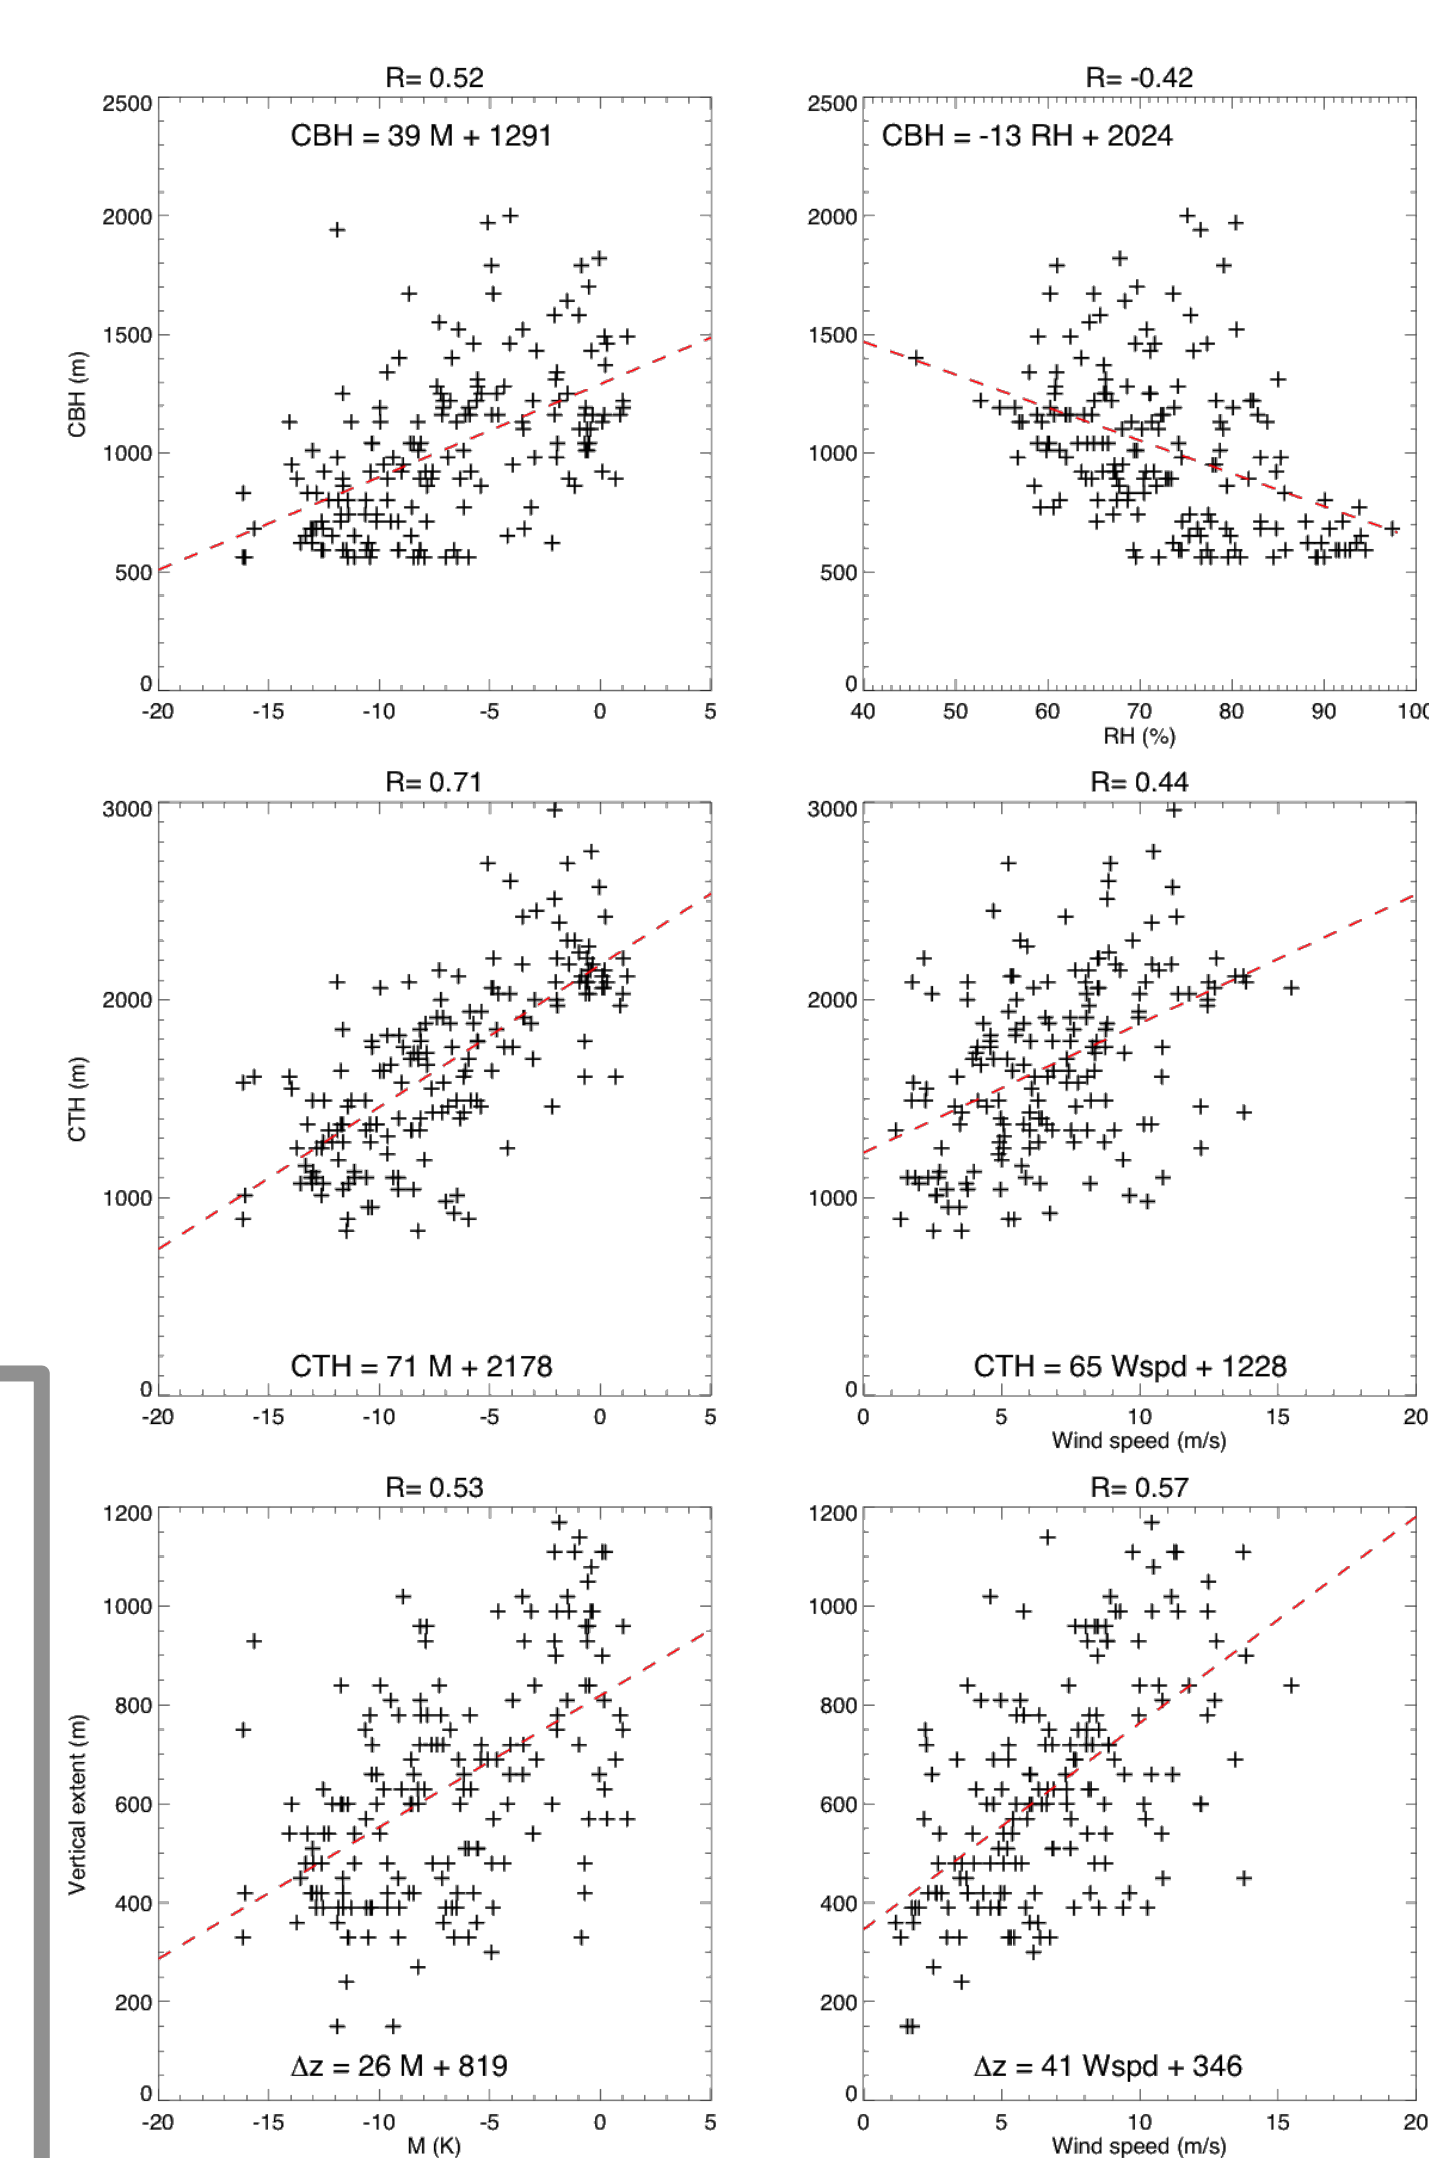 R= 0.52
R= -0.42
2500
CBH = 39 M + 1291
2000
1500
CBH (m)
1000
500
0
-20 -15 -10 -5 0 5
2500
CBH = -13 RH + 2024
2000
1500
1000
500
0
40 50 60 70 80 90 100
RH (%)
R= 0.71
R= 0.44
3000
2000
CTH (m)
1000
CTH = 71 M + 2178
0
-20 -15 -10 -5 0 5
3000
2000
1000
CTH = 65 Wspd + 1228
0
0 5 10 15 20
Wind speed (m/s)
R= 0.53
R= 0.57
1200
1000
800
Vertical extent (m)
600
400
200
Δz = 26 M + 819
0
-20 -15 -10 -5 0 5
M (K)
1200
1000
800
600
400
200
Δz = 41 Wspd + 346
0
0 5 10 15 20
Wind speed (m/s)